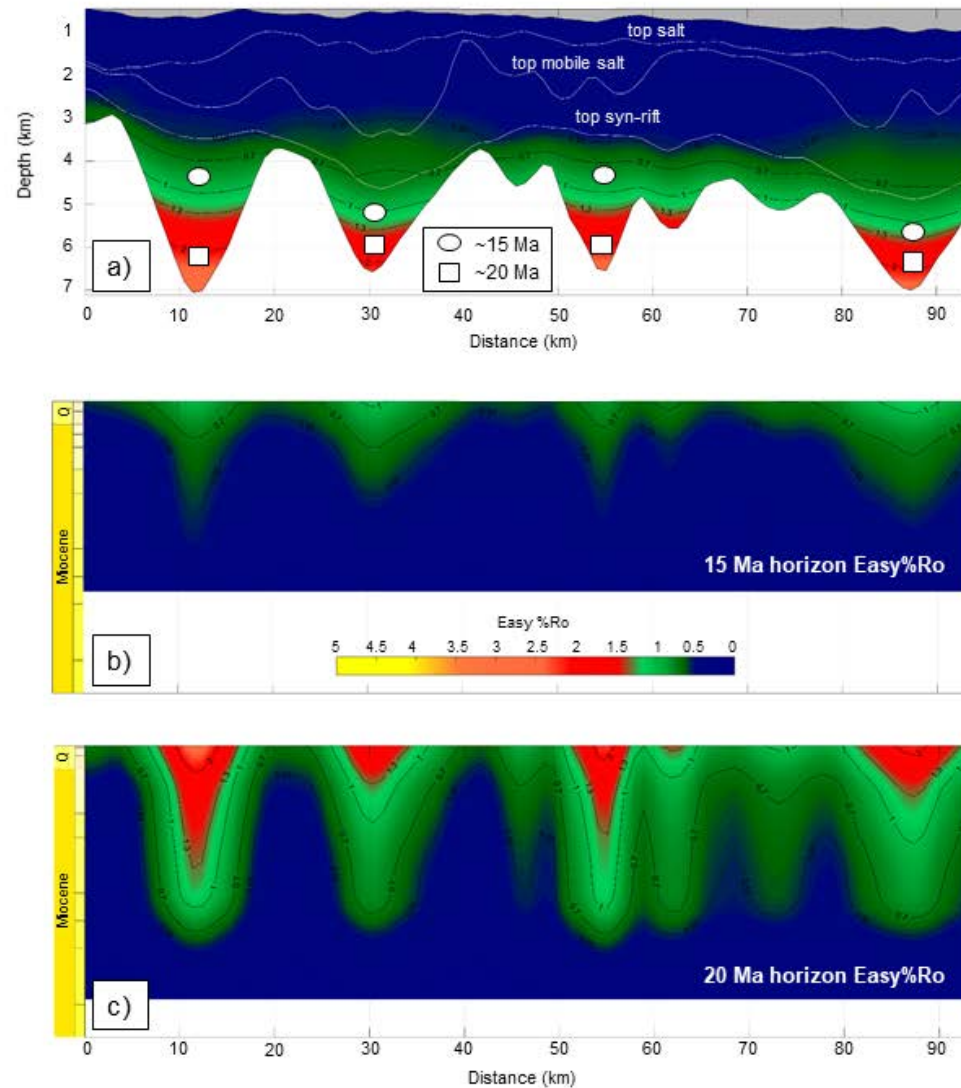 1
2
3
4
5
6
7
Depth (km)
top salt
top mobile salt
top syn-rift
a)
~15 Ma
~20 Ma
0 10 20 30 40 50 60 70 80 90
Distance (km)
Q
Miocene
15 Ma horizon Easy%Ro
b)
Easy %Ro
5 4.5 4 3.5 3 2.5 2 1.5 1 0.5 0
Q
Miocene
20 Ma horizon Easy%Ro
c)
0 10 20 30 40 50 60 70 80 90
Distance (km)